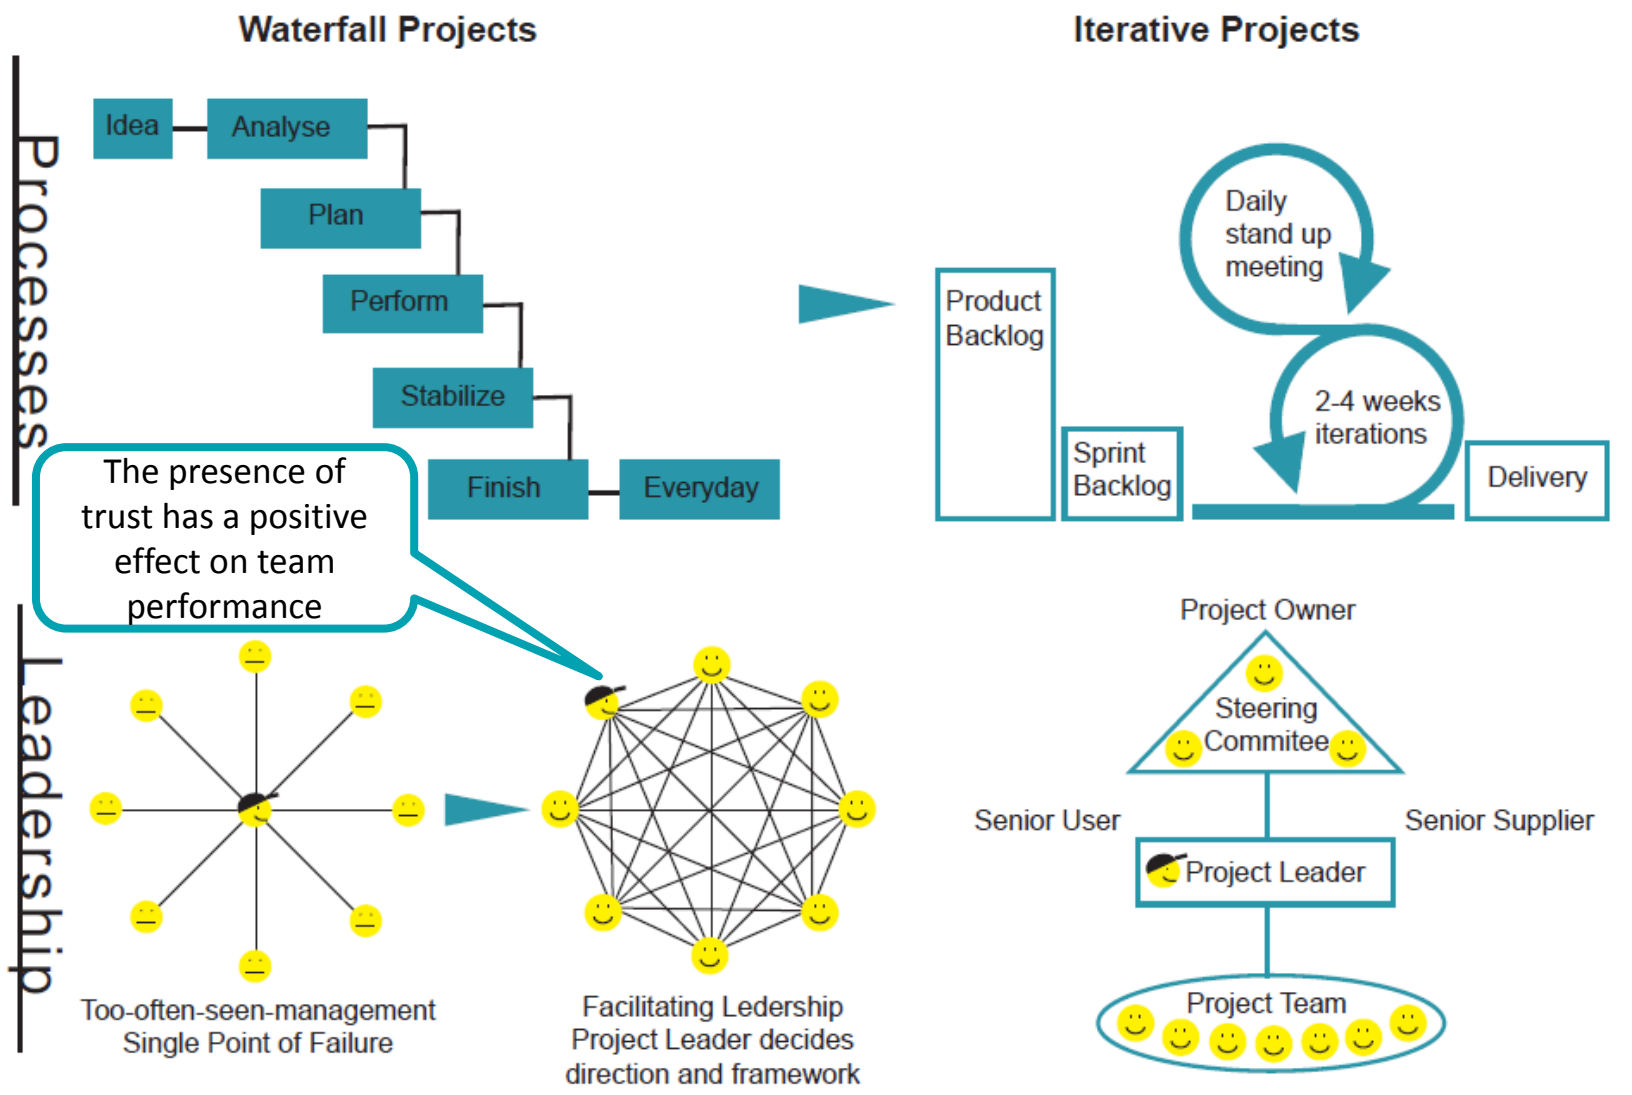 Waterfall Projects
Iterative Projects
Processes
Idea
Analyse
Plan
Perform
Stabilize
Finish
Everyday
Product
Backlog
Sprint
Backlog
Daily
stand up
meeting
2-4 weeks
iterations
Delivery
The presence of
trust has a positive
effect on team
performance
Leadership
Too-often-seen-management
Single Point of Failure
Facilitating Ledership
Project Leader decides
direction and framework
Project Owner
Steering
Commitee
Senior User
Senior Supplier
Project Leader
Project Team